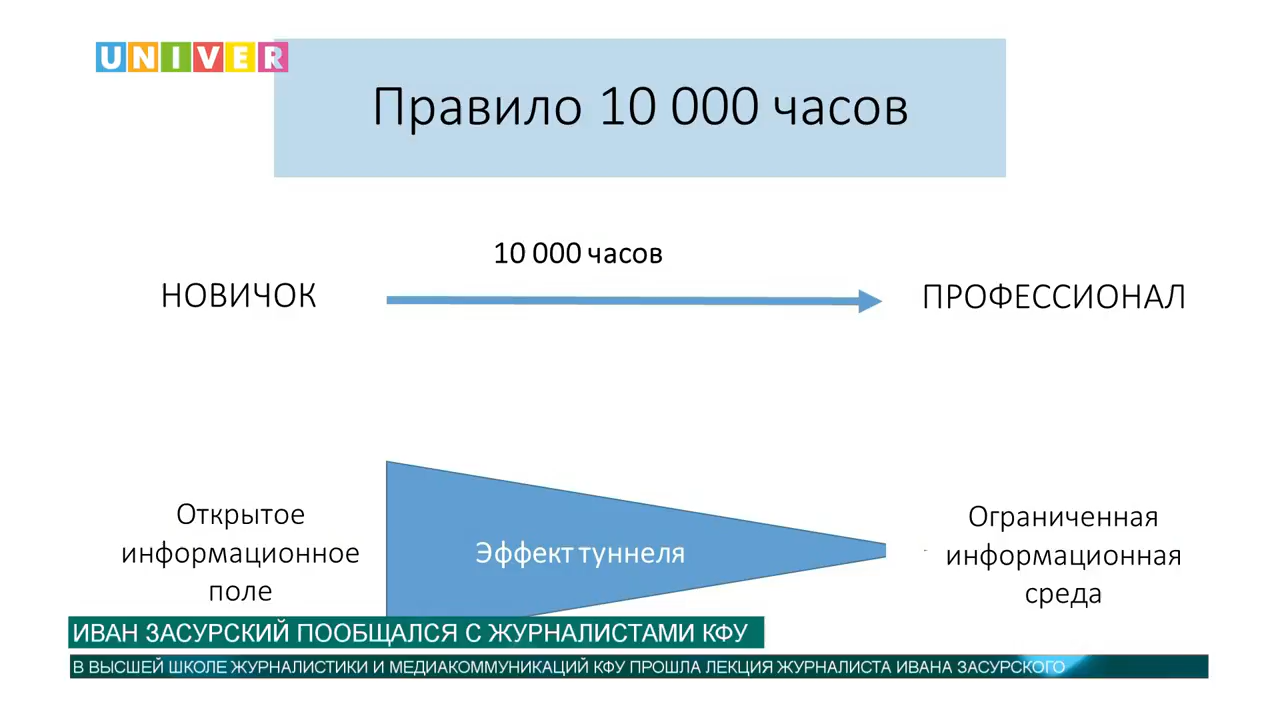 UNIVER
Правило 10 000 часов
10 000 часов
НОВИЧОК
ПРОФЕССИОНАЛ
Открытое
информационное
поле
Эффект туннеля
Ограниченная
информационная
среда
ИВАН ЗАСУРСКИЙ ПООБЩАЛСЯ С ЖУРНАЛИСТАМИ КФУ
В ВЫСШЕЙ ШКОЛЕ ЖУРНАЛИСТИКИ И МЕДИАКОММУНИКАЦИЙ КФУ ПРОШЛА ЛЕКЦИЯ ЖУРНАЛИСТА ИВАНА ЗАСУРСКОГО